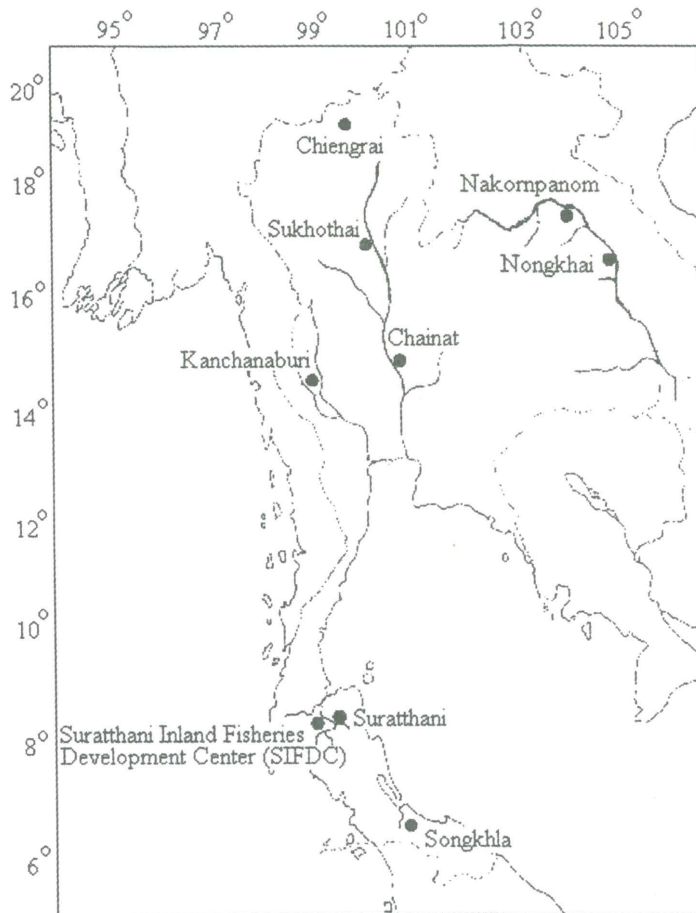 95° 97° 99° 101° 103° 105°
20°
Chiengrai
18°
Nakornpanom
Sukhothai
Nongkhai
16°
Chainat
Kanchanaburi
14°
12°
10°
Suratthani
Suratthani Inland Fisheries
8°
Development Center (SIFDC)
Songkhla
6°